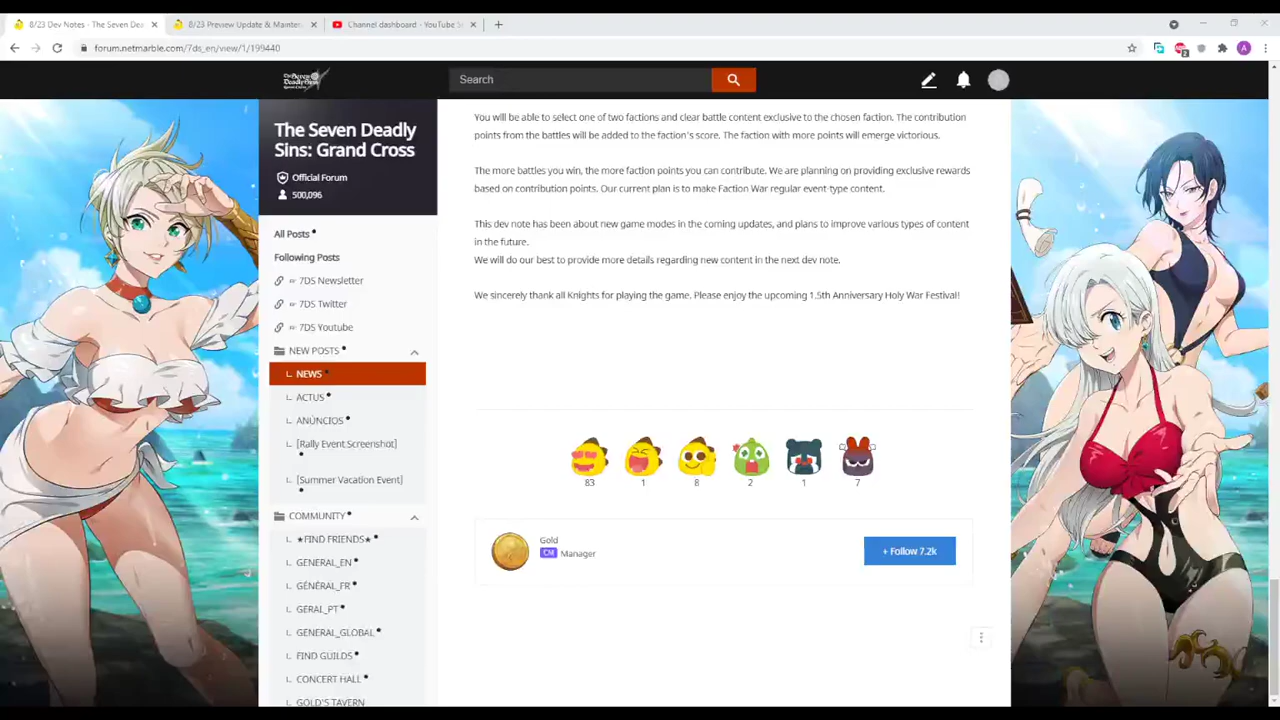 8/23 Dev Notes - The Seven Dea
8/23 Preview Update & Mainten
Channel dashboard - YouTube S
forum.netmarble.com/7ds_en/view/1/199440
A
The Seven Deadly Sins Grand Cross
Search
You will be able to select one of two factions and clear battle content exclusive to the chosen faction. The contribution
points from the battles will be added to the faction's score. The faction with more points will emerge victorious.
The more battles you win, the more faction points you can contribute. We are planning on providing exclusive rewards
based on contribution points. Our current plan is to make Faction War regular event-type content.
This dev note has been about new game modes in the coming updates, and plans to improve various types of content
in the future.
We will do our best to provide more details regarding new content in the next dev note.
We sincerely thank all Knights for playing the game. Please enjoy the upcoming 1.5th Anniversary Holy War Festival!
83 1 8 2 1 7
Gold
CM Manager
+ Follow 7.2k
The Seven Deadly
Sins: Grand Cross
Official Forum
500,096
All Posts
Following Posts
7DS Newsletter
7DS Twitter
7DS Youtube
NEW POSTS
NEWS
ACTUS
ANÚNCIOS
[Rally Event Screenshot]
[Summer Vacation Event]
COMMUNITY
★FIND FRIENDS★
GENERAL_EN
GÉNÉRAL_FR
GERAL_PT
GENERAL_GLOBAL
FIND GUILDS
CONCERT HALL
GOLD'S TAVERN